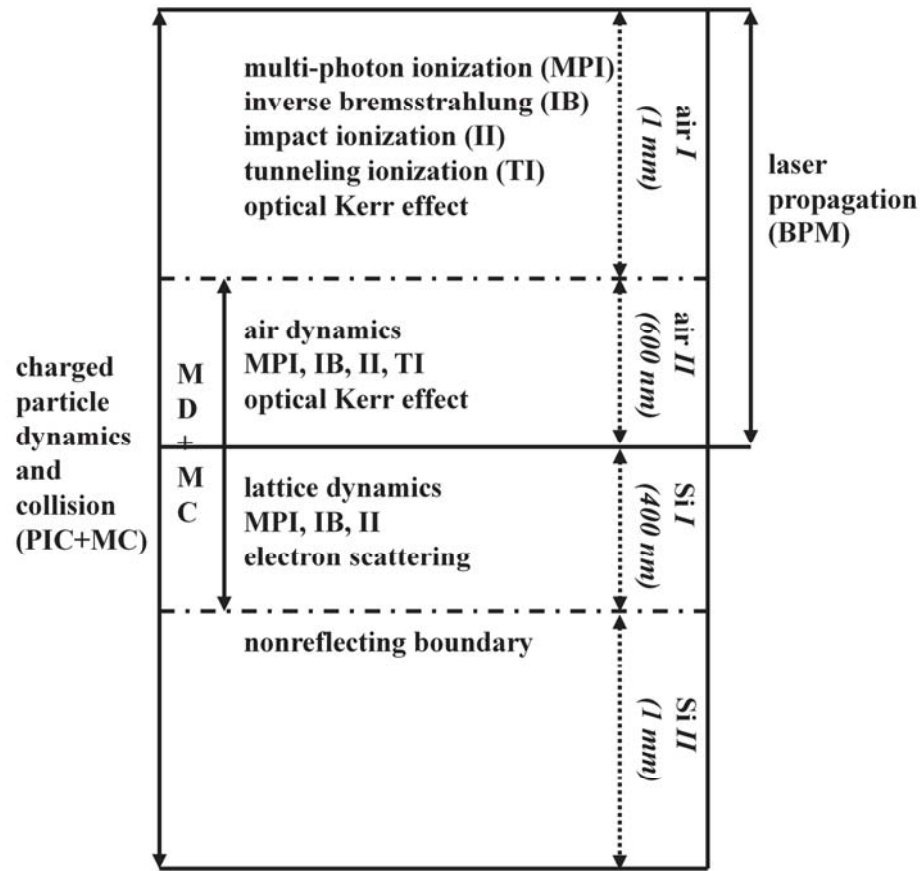 multi-photon ionization (MPI)
inverse bremsstrahlung (IB)
impact ionization (II)
tunneling ionization (TI)
optical Kerr effect
air I
(1 mm)
laser
propagation
(BPM)
air dynamics
MPI, IB, II, TI
optical Kerr effect
air II
(600 nm)
charged
particle
dynamics
and
collision
(PIC+MC)
M
D
+
M
C
lattice dynamics
MPI, IB, II
electron scattering
Si I
(400 nm)
nonreflecting boundary
Si II
(1 mm)